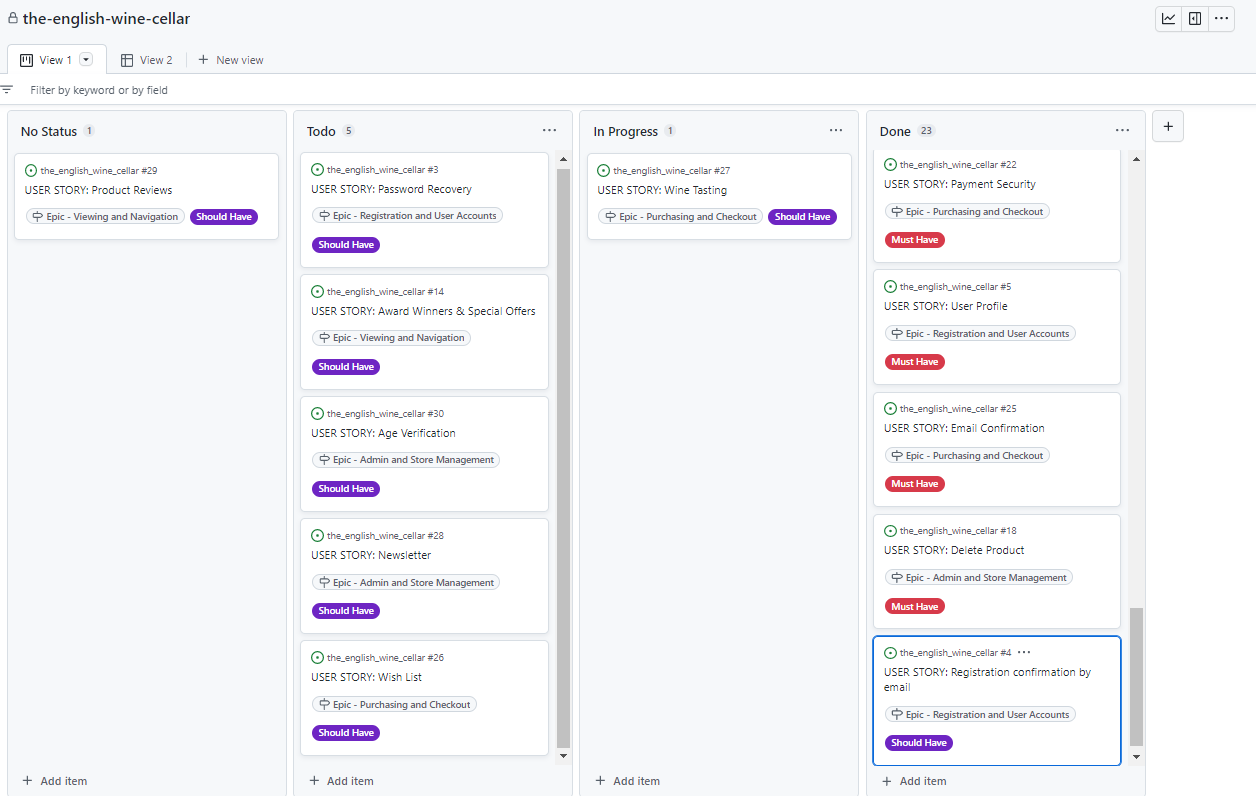 the-english-wine-cellar
View 1
View 2
New view
Filter by keyword or by field
No Status 1
the_english_wine_cellar #29
USER STORY: Product Reviews
Epic - Viewing and Navigation Should Have
Add item
Todo 5
the_english_wine_cellar #3
USER STORY: Password Recovery
Epic - Registration and User Accounts
Should Have
the_english_wine_cellar #14
USER STORY: Award Winners & Special Offers
Epic - Viewing and Navigation
Should Have
the_english_wine_cellar #30
USER STORY: Age Verification
Epic - Admin and Store Management
Should Have
the_english_wine_cellar #28
USER STORY: Newsletter
Epic - Admin and Store Management
Should Have
the_english_wine_cellar #26
USER STORY: Wish List
Epic - Purchasing and Checkout
Should Have
Add item
In Progress 1
the_english_wine_cellar #27
USER STORY: Wine Tasting
Epic - Purchasing and Checkout Should Have
Add item
Done 23
the_english_wine_cellar #22
USER STORY: Payment Security
Epic - Purchasing and Checkout
Must Have
the_english_wine_cellar #5
USER STORY: User Profile
Epic - Registration and User Accounts
Must Have
the_english_wine_cellar #25
USER STORY: Email Confirmation
Epic - Purchasing and Checkout
Must Have
the_english_wine_cellar #18
USER STORY: Delete Product
Epic - Admin and Store Management
Must Have
the_english_wine_cellar #4
USER STORY: Registration confirmation by
email
Epic - Registration and User Accounts
Should Have
Add item